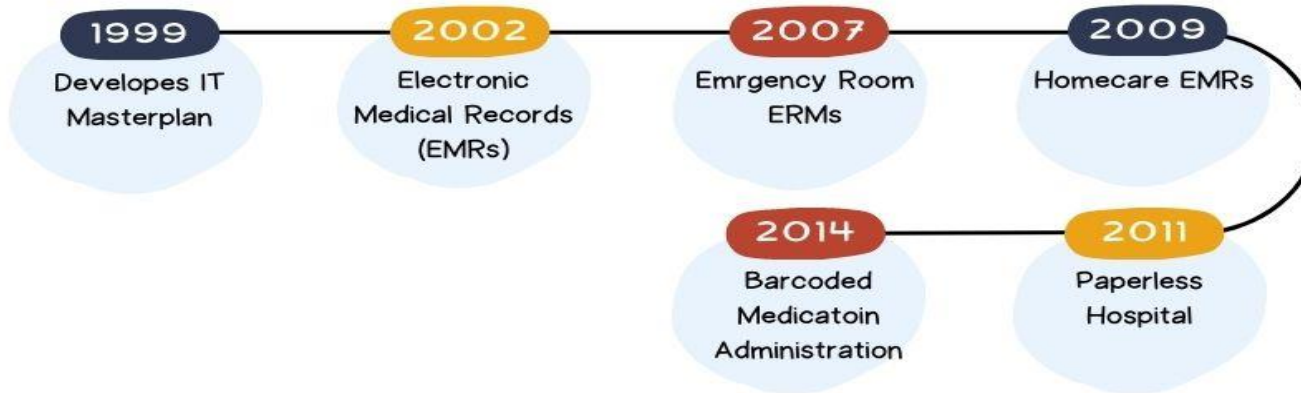 1999
Developes IT
Masterplan
2002
Electronic
Medical Records
(EMRs)
2007
Emrgency Room
ERMs
2009
Homecare EMRs
2011
Paperless
Hospital
2014
Barcoded
Medicatoin
Administration